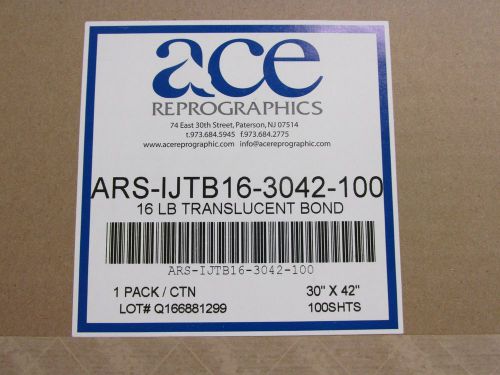 ace
REPROGRAPHICS
74 East 30th Street, Paterson, NJ 07514
t.973.684.5945 f.973.684.2775
www.acereprographic.com info@acereprographic.com
ARS-IJTB16-3042-100
16 LB TRANSLUCENT BOND
ARS-IJTB16-3042-100
1 PACK / CTN 30" X 42"
LOT# Q166881299 100SHTS